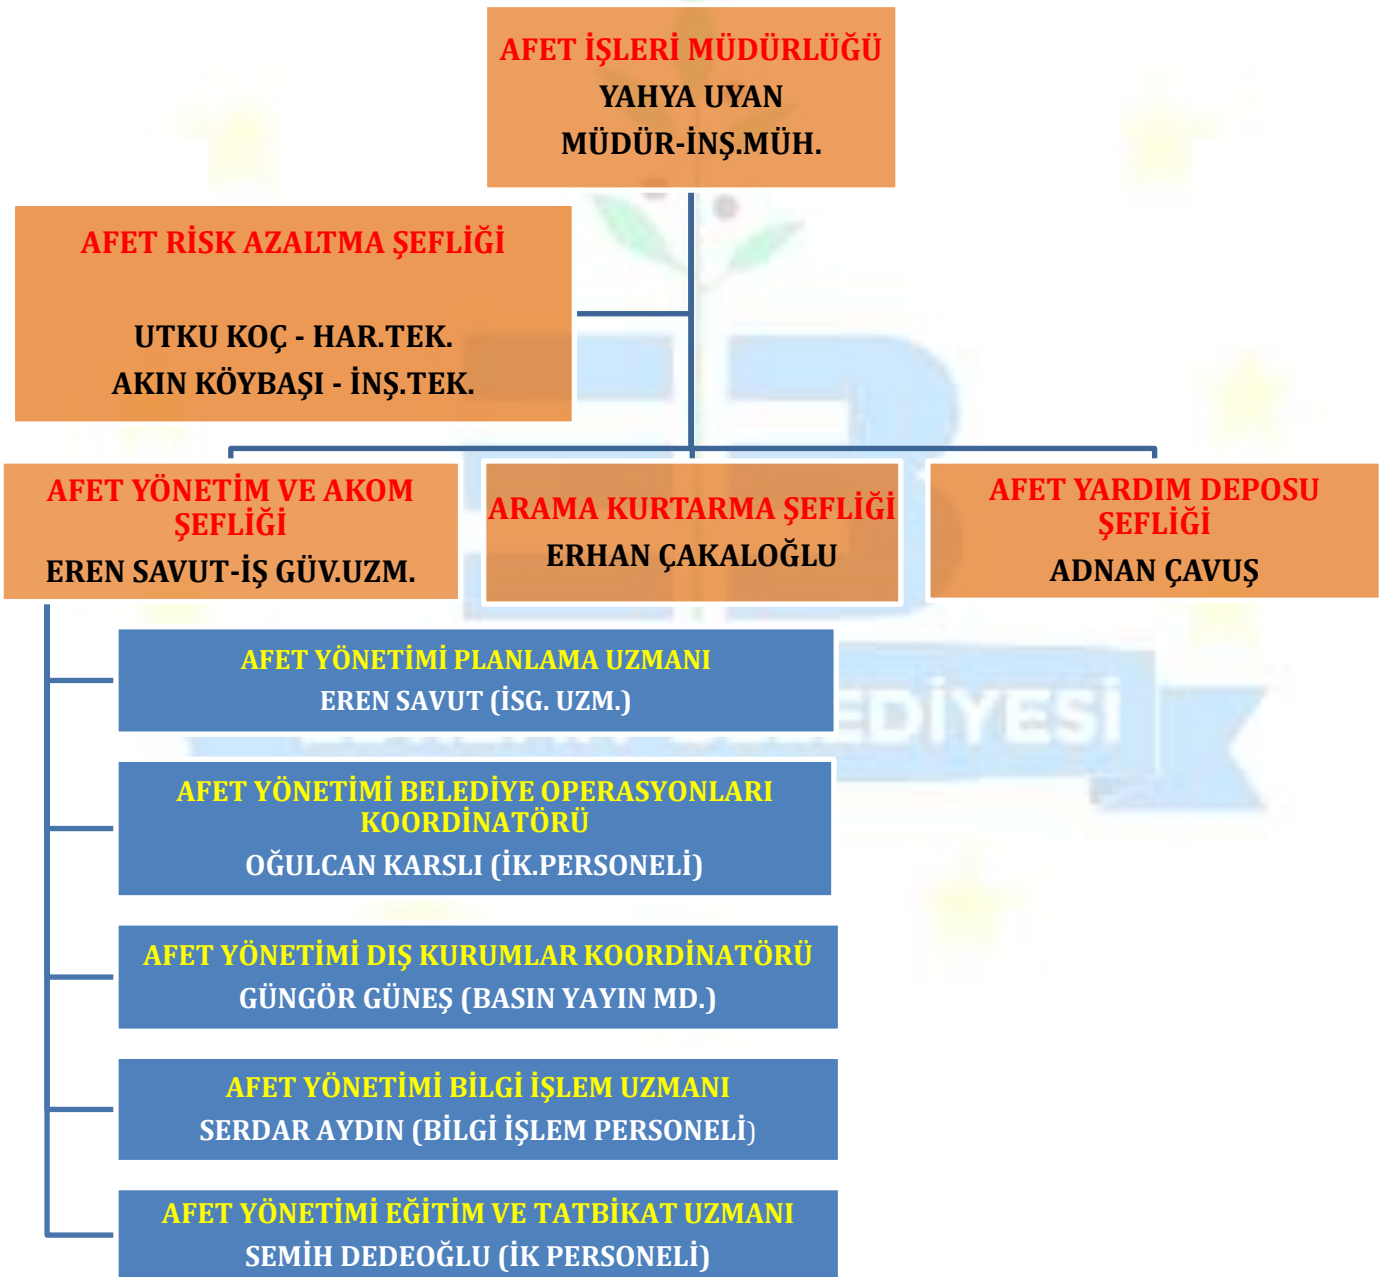 AFET İŞLERİ MÜDÜRLÜĞÜ
YAHYA UYAN
MÜDÜR-İNŞ.MÜH.
AFET RİSK AZALTMA ŞEFLİĞİ
UTKU KOÇ - HAR.TEK.
AKIN KÖYBAŞI - İNŞ.TEK.
AFET YÖNETİM VE AKOM
ŞEFLİĞİ
EREN SAVUT-İŞ GÜV.UZM.
ARAMA KURTARMA ŞEFLİĞİ
ERHAN ÇAKALOĞLU
AFET YARDIM DEPOSU
ŞEFLİĞİ
ADNAN ÇAVUŞ
AFET YÖNETİMİ PLANLAMA UZMANI
EREN SAVUT (İSG. UZM.)
AFET YÖNETİMİ BELEDİYE OPERASYONLARI
KOORDİNATÖRÜ
OĞULCAN KARSLI (İK.PERSONELİ)
AFET YÖNETİMİ DIŞ KURUMLAR KOORDİNATÖRÜ
GÜNGÖR GÜNEŞ (BASIN YAYIN MD.)
AFET YÖNETİMİ BİLGİ İŞLEM UZMANI
SERDAR AYDIN (BİLGİ İŞLEM PERSONELİ)
AFET YÖNETİMİ EĞİTİM VE TATBİKAT UZMANI
SEMİH DEDEOĞLU (İK PERSONELİ)